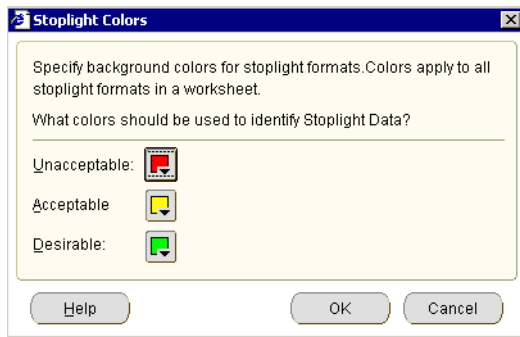 Stoplight Colors
Specify background colors for stoplight formats.Colors apply to all
stoplight formats in a worksheet.
What colors should be used to identify Stoplight Data?
Unacceptable:
Acceptable
Desirable:
Help OK Cancel